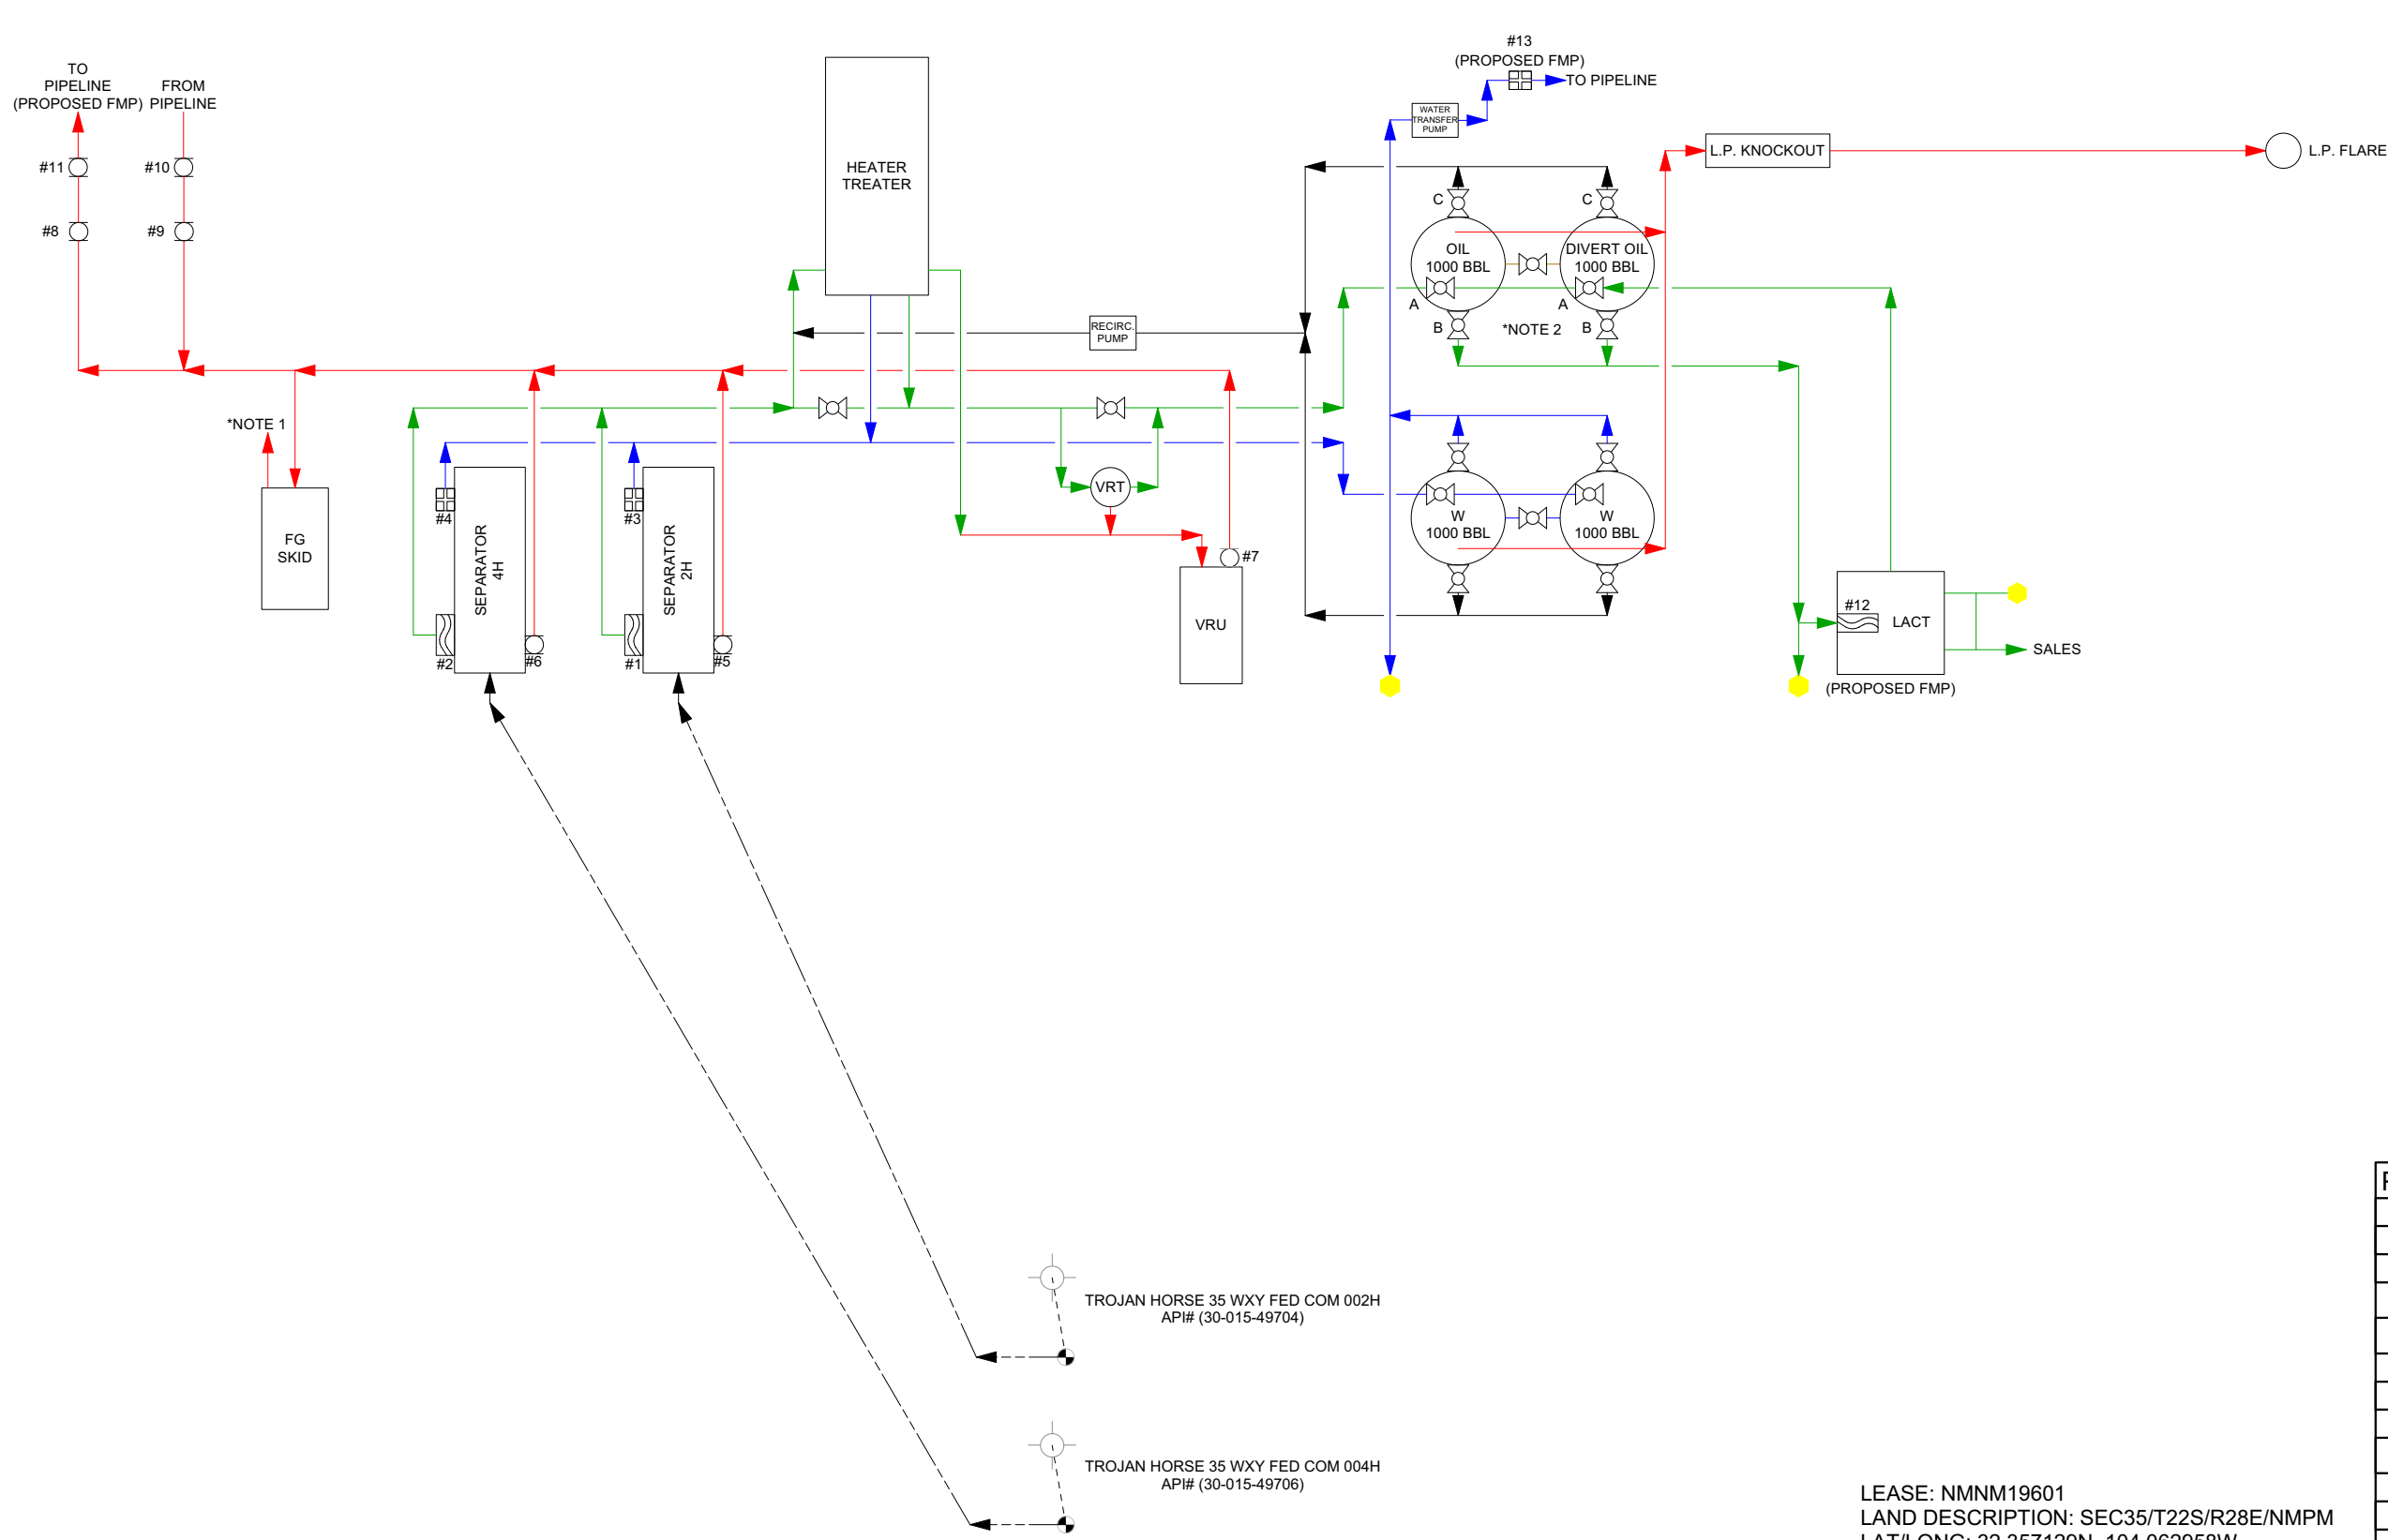 #13
(PROPOSED FMP)
TO PIPELINE
TO
PIPELINE
(PROPOSED FMP)
FROM
PIPELINE
WATER
TRANSFER
PUMP
#11
#10
#8
#9
HEATER
TREATER
L.P. KNOCKOUT
L.P. FLARE
C
C
OIL
1000 BBL
DIVERT OIL
1000 BBL
A
A
B
*NOTE 2
B
RECIRC.
PUMP
*NOTE 1
FG
SKID
#4
SEPARATOR
4H
#2
#6
#3
SEPARATOR
2H
#1
#5
VRT
#7
VRU
W
1000 BBL
W
1000 BBL
#12
LACT
SALES
(PROPOSED FMP)
TROJAN HORSE 35 WXY FED COM 002H
API# (30-015-49704)
TROJAN HORSE 35 WXY FED COM 004H
API# (30-015-49706)
LEASE: NMNM19601
LAND DESCRIPTION: SEC35/T22S/R28E/NMPM